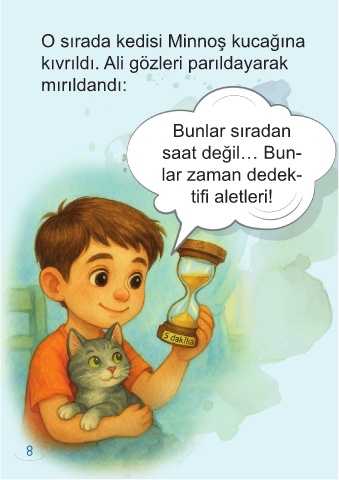 O sırada kedisi Minnoş kucağına
kıvrıldı. Ali gözleri parıldayarak
mırıldandı:
Bunlar sıradan
saat değil… Bun-
lar zaman dedek-
tifi aletleri!
5 dakika
8